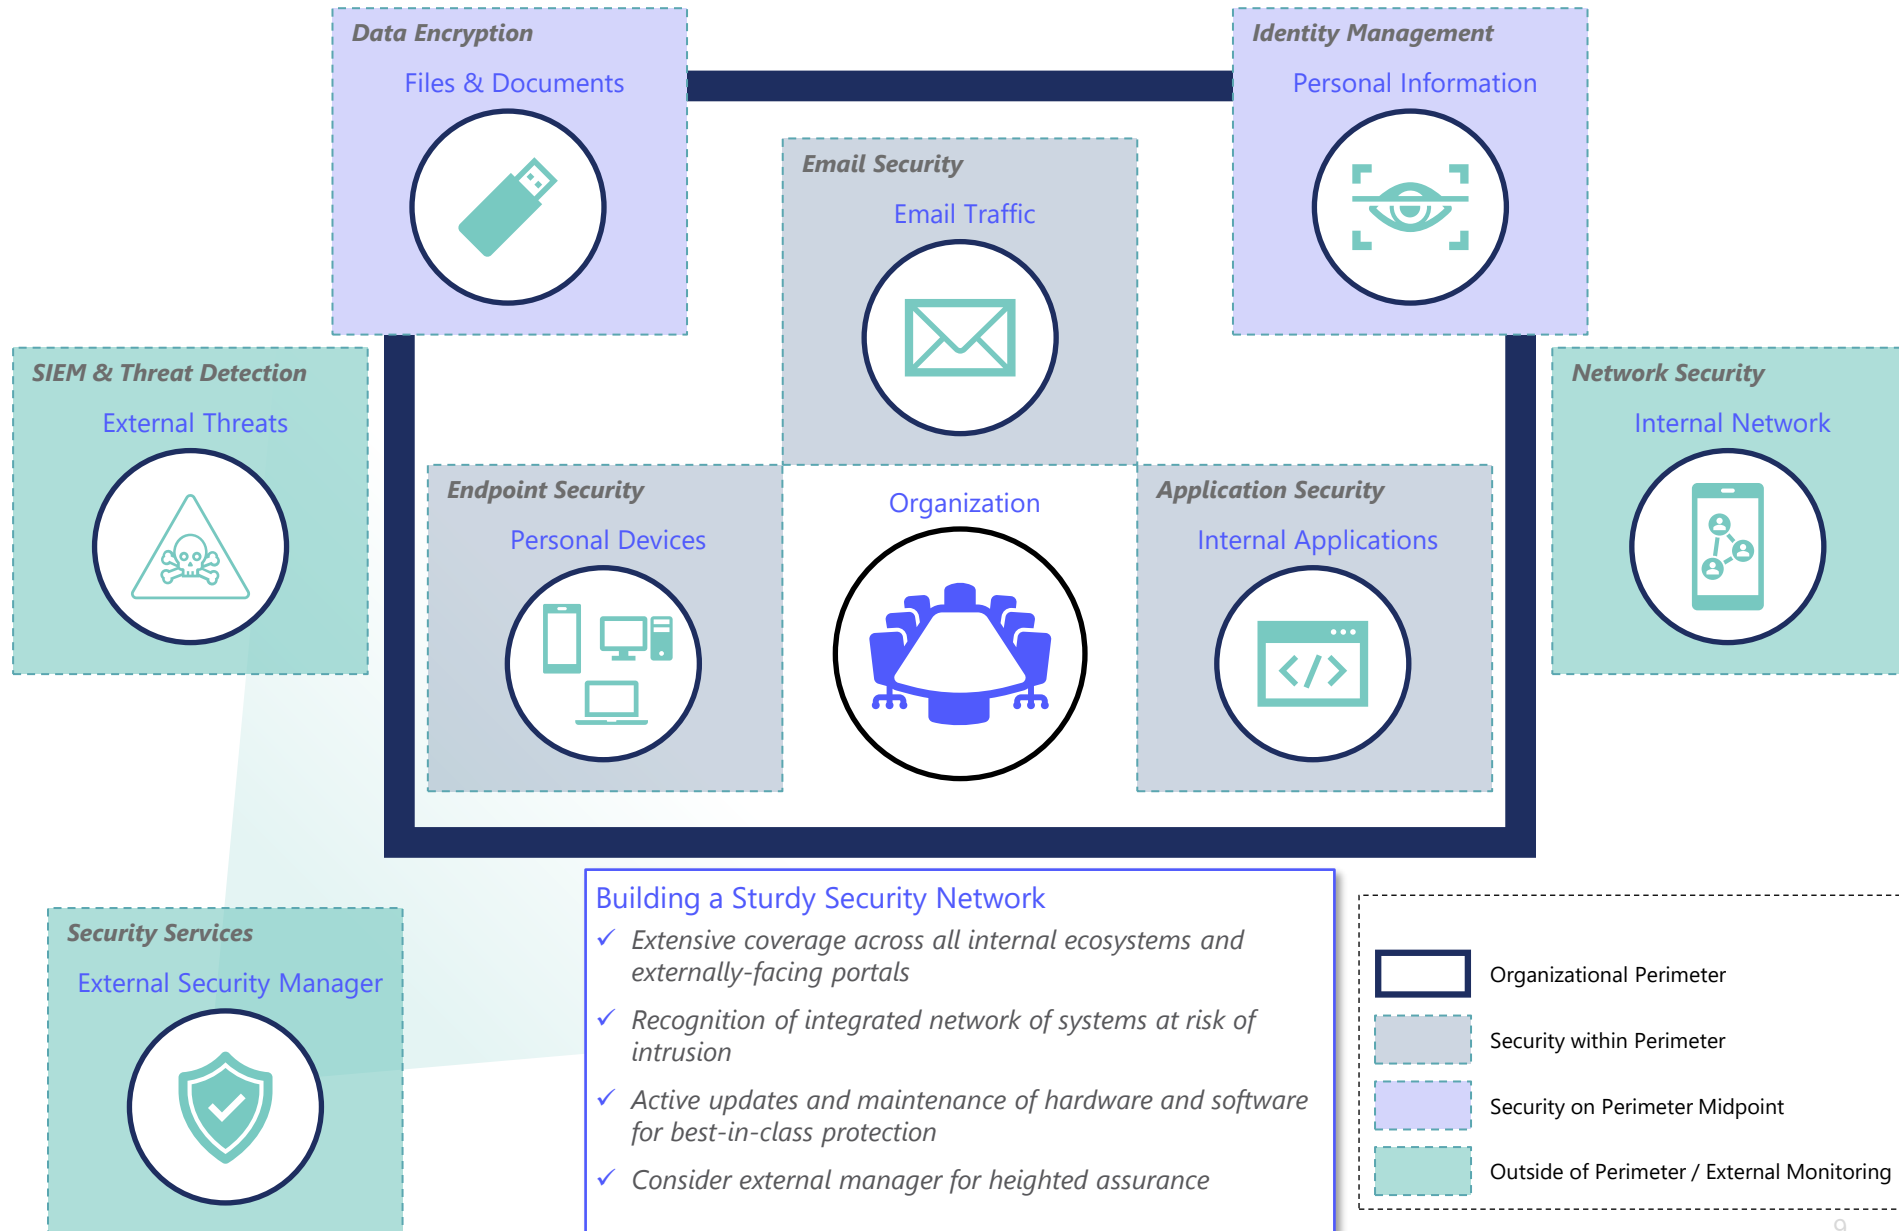 Data Encryption
Files & Documents
Identity Management
Personal Information
Email Security
Email Traffic
SIEM & Threat Detection
External Threats
Network Security
Internal Network
Endpoint Security
Personal Devices
Organization
Application Security
Internal Applications
</>
Security Services
External Security Manager
Building a Sturdy Security Network
✓ Extensive coverage across all internal ecosystems and
externally-facing portals
✓ Recognition of integrated network of systems at risk of
intrusion
✓ Active updates and maintenance of hardware and software
for best-in-class protection
✓ Consider external manager for heighted assurance
Organizational Perimeter
Security within Perimeter
Security on Perimeter Midpoint
Outside of Perimeter / External Monitoring
9